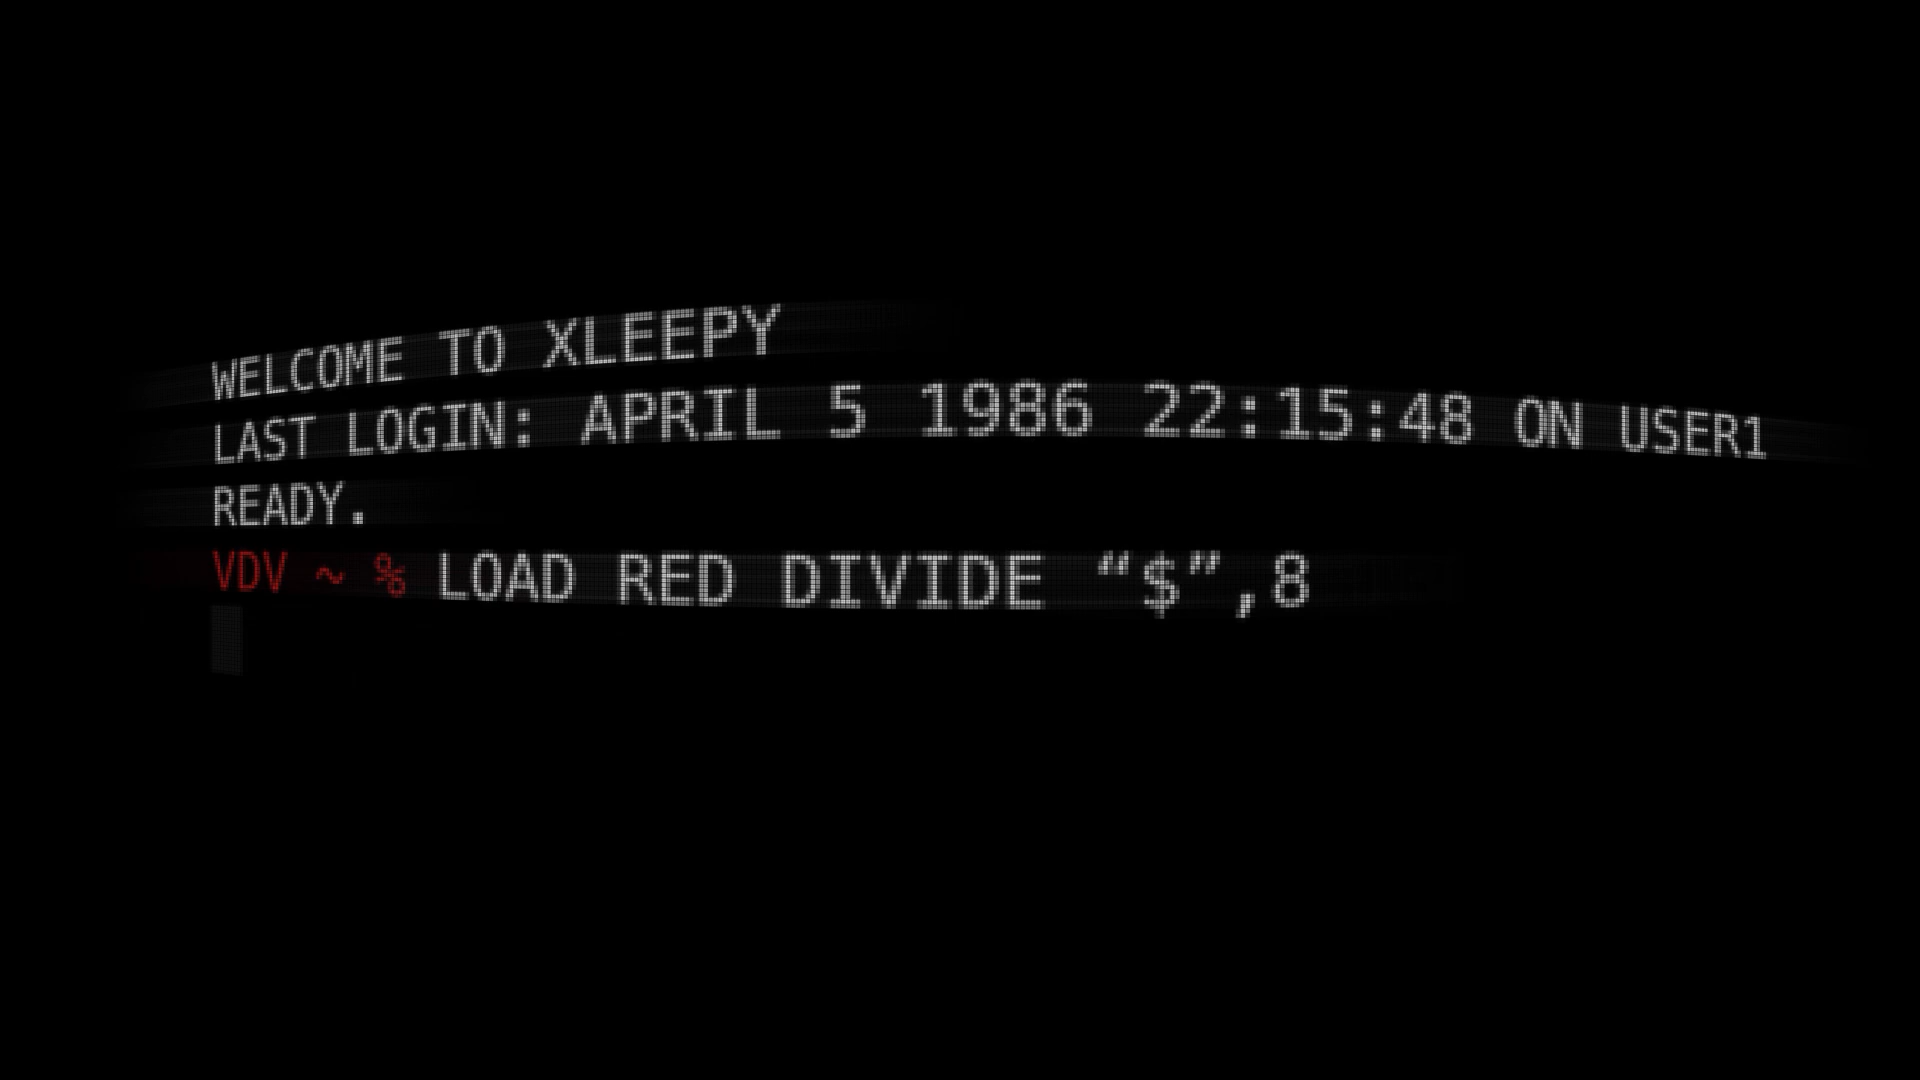 WELCOME TO XLEEPY
LAST LOGIN: APRIL 5 1986 22:15:48 ON USER1
READY.
VDV ~ % LOAD RED DIVIDE “$”,8